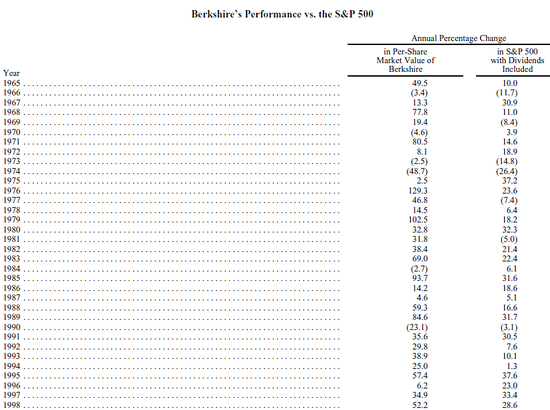 Berkshire’s Performance vs. the S&P 500
Annual Percentage Change
in Per-Share in S&P 500
Market Value of with Dividends
Year Berkshire Included
1965 49.5 10.0
1966 (3.4) (11.7)
1967 13.3 30.9
1968 77.8 11.0
1969 19.4 (8.4)
1970 (4.6) 3.9
1971 80.5 14.6
1972 8.1 18.9
1973 (2.5) (14.8)
1974 (48.7) (26.4)
1975 2.5 37.2
1976 129.3 23.6
1977 46.8 (7.4)
1978 14.5 6.4
1979 102.5 18.2
1980 32.8 32.3
1981 31.8 (5.0)
1982 38.4 21.4
1983 69.0 22.4
1984 (2.7) 6.1
1985 93.7 31.6
1986 14.2 18.6
1987 4.6 5.1
1988 59.3 16.6
1989 84.6 31.7
1990 (23.1) (3.1)
1991 35.6 30.5
1992 29.8 7.6
1993 38.9 10.1
1994 25.0 1.3
1995 57.4 37.6
1996 6.2 23.0
1997 34.9 33.4
1998 52.2 28.6